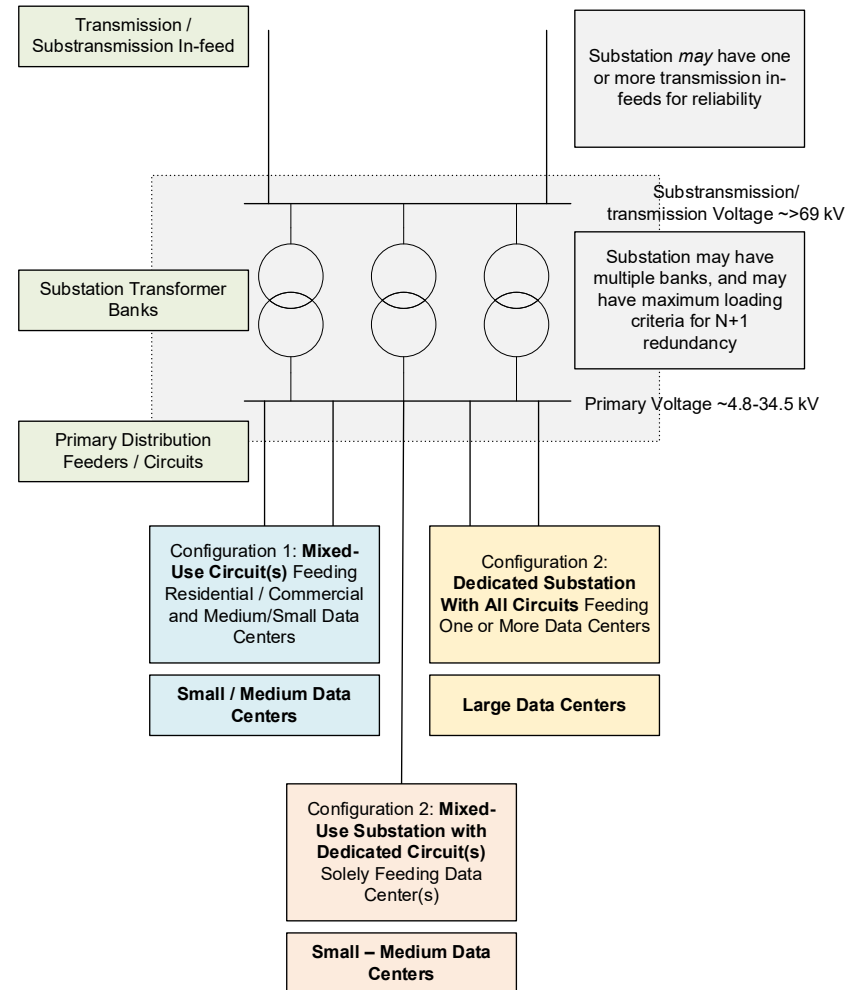 Transmission /
Substransmission In-feed
Substation may have one
or more transmission in-
feeds for reliability
Substransmission/
transmission Voltage ~>69 kV
Substation Transformer
Banks
Substation may have
multiple banks, and may
have maximum loading
criteria for N+1
redundancy
Primary Voltage ~4.8-34.5 kV
Primary Distribution
Feeders / Circuits
Configuration 1: Mixed-
Use Circuit(s) Feeding
Residential / Commercial
and Medium/Small Data
Centers
Small / Medium Data
Centers
Configuration 2:
Dedicated Substation
With All Circuits Feeding
One or More Data Centers
Large Data Centers
Configuration 2: Mixed-
Use Substation with
Dedicated Circuit(s)
Solely Feeding Data
Center(s)
Small – Medium Data
Centers